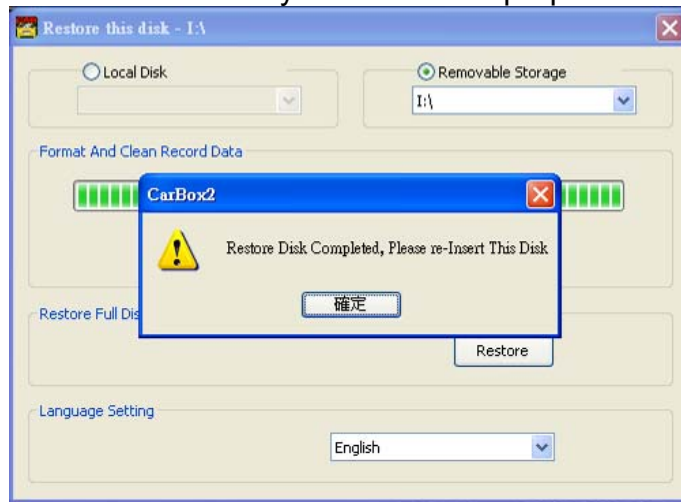 Restore this disk - I:\
Local Disk
Removable Storage
I:\
Format And Clean Record Data
CarBox2
Restore Disk Completed, Please re-Insert This Disk
確定
Restore Full Dis
Restore
Language Setting
English